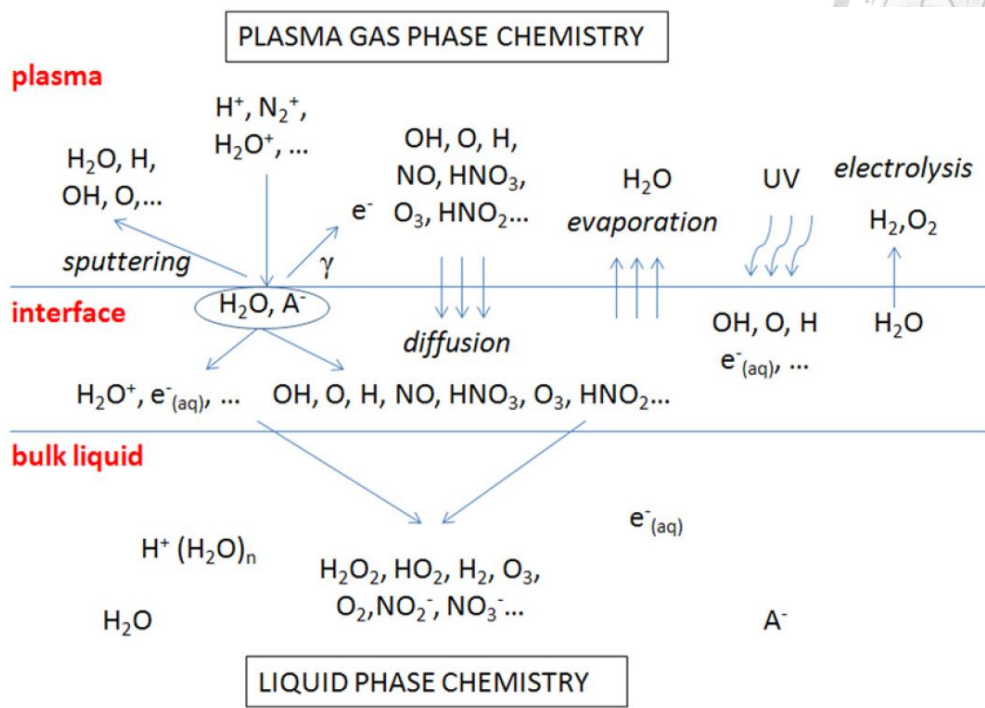 PLASMA GAS PHASE CHEMISTRY
plasma
H₂O, H,
OH, O,...
sputtering
H⁺, N₂⁺,
H₂O⁺, ...
e⁻
γ
OH, O, H,
NO, HNO₃,
O₃, HNO₂...
H₂O
evaporation
UV
electrolysis
H₂,O₂
interface
H₂O, A⁻
diffusion
OH, O, H
e⁻(aq), ...
H₂O
H₂O⁺, e⁻(aq), ...
OH, O, H, NO, HNO₃, O₃, HNO₂...
bulk liquid
e⁻(aq)
H⁺ (H₂O)ₙ
H₂O₂, HO₂, H₂, O₃,
O₂,NO₂⁻, NO₃⁻...
H₂O
A⁻
LIQUID PHASE CHEMISTRY